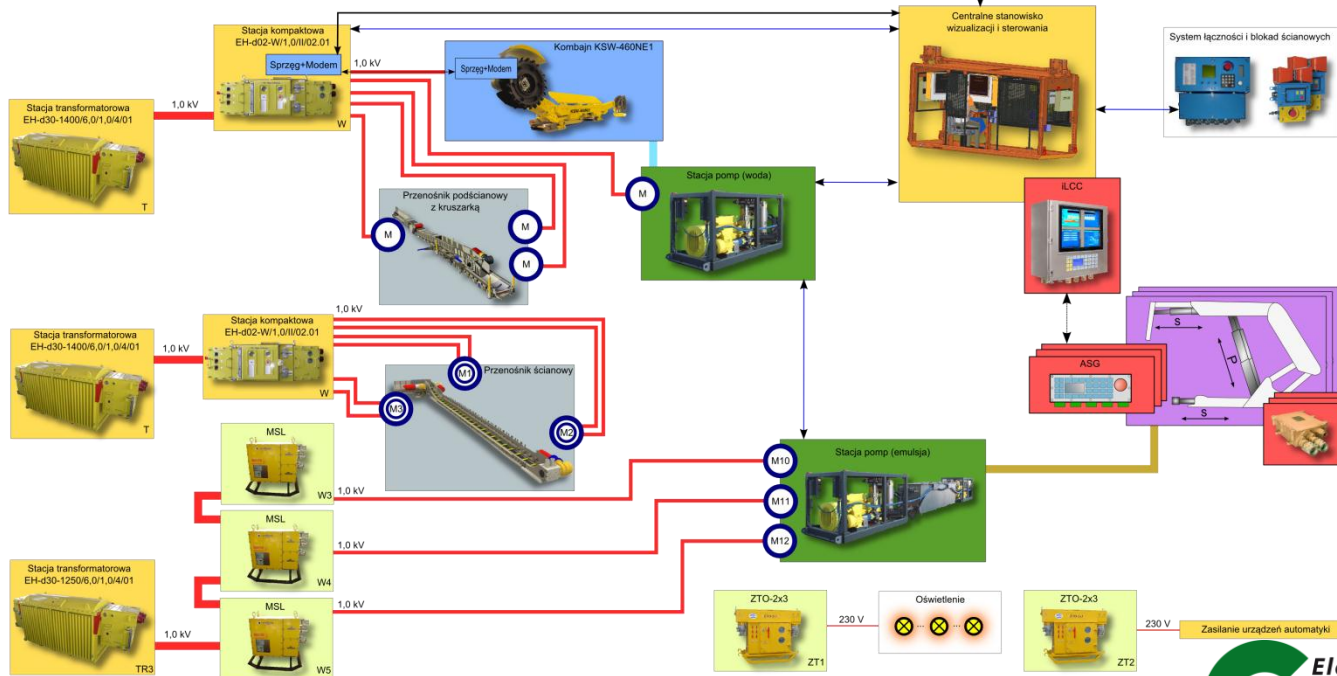 Stacja kompaktowa
EH-d02-W/1,0/II/02.01
Sprzęg+Modem
W
1,0 kV
Kombajn KSW-460NE1
Sprzęg+Modem
Centralne stanowisko
wizualizacji i sterowania
System łączności i blokad ścianowych
Stacja transformatorowa
EH-d30-1400/6,0/1,0/4/01
T
1,0 kV
Przenośnik podścianowy
z kruszarką
M
M
M
M
Stacja pomp (woda)
iLCC
Stacja transformatorowa
EH-d30-1400/6,0/1,0/4/01
T
1,0 kV
Stacja kompaktowa
EH-d02-W/1,0/II/02.01
W
1,0 kV
M1
Przenośnik ścianowy
M3
M2
ASG
S
P
S
MSL
W3
1,0 kV
MSL
W4
1,0 kV
MSL
W5
1,0 kV
M10
M11
M12
Stacja pomp (emulsja)
Stacja transformatorowa
EH-d30-1250/6,0/1,0/4/01
TR3
1,0 kV
ZTO-2x3
ZT1
230 V
Oświetlenie
... ...
ZTO-2x3
ZT2
230 V
Zasilanie urządzeń automatyki